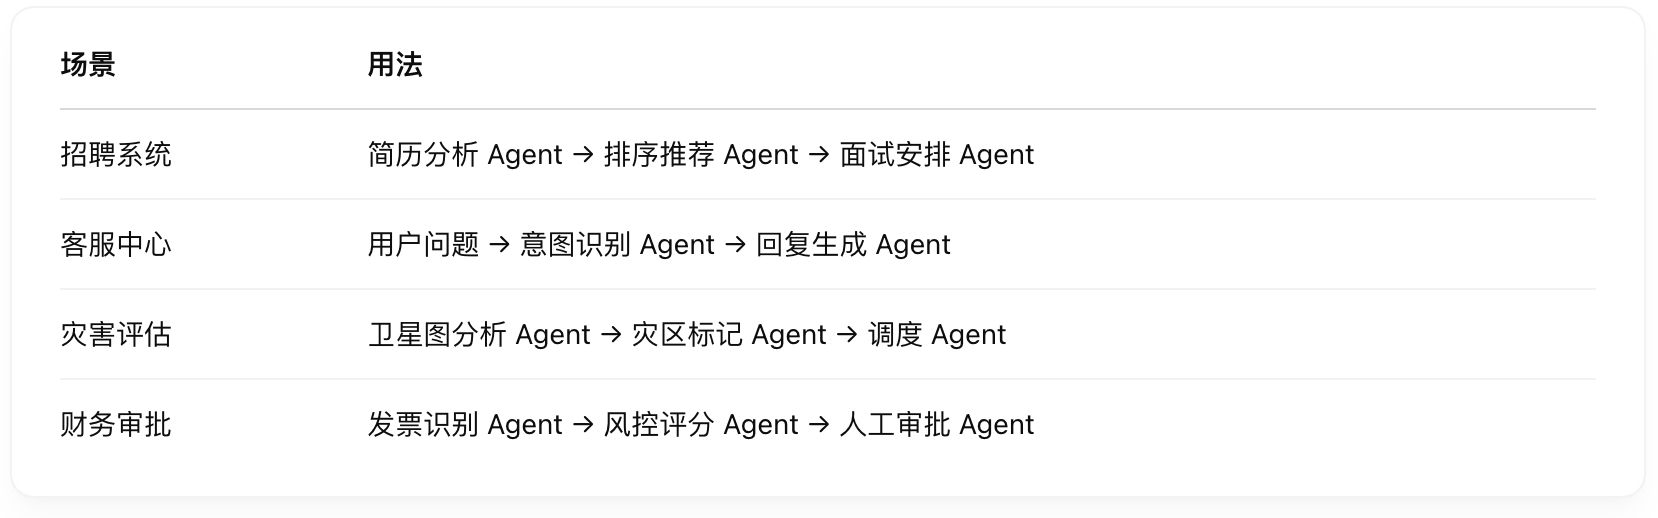 场景 用法
招聘系统 简历分析 Agent → 排序推荐 Agent → 面试安排 Agent
客服中心 用户问题 → 意图识别 Agent → 回复生成 Agent
灾害评估 卫星图分析 Agent → 灾区标记 Agent → 调度 Agent
财务审批 发票识别 Agent → 风控评分 Agent → 人工审批 Agent